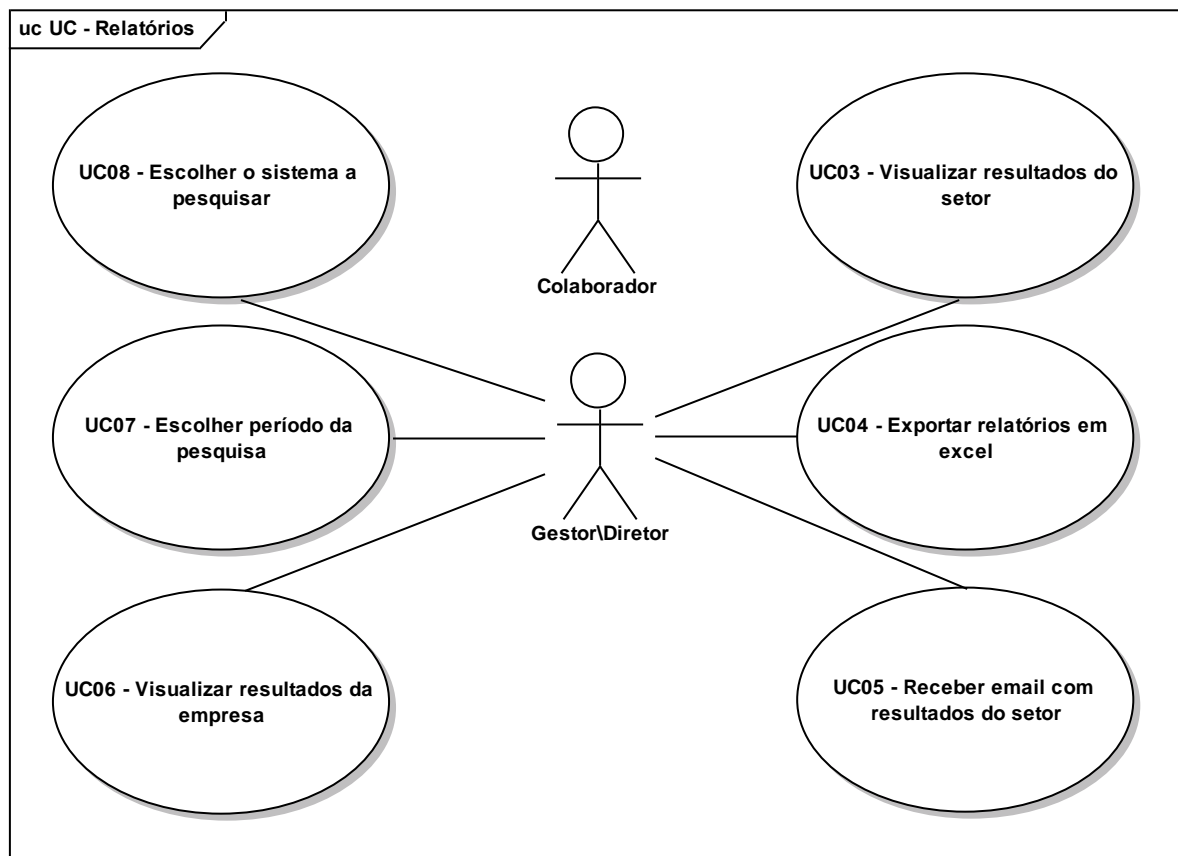 uc UC - Relatórios
UC08 - Escolher o sistema a
pesquisar
Colaborador
UC03 - Visualizar resultados do
setor
UC07 - Escolher período da
pesquisa
Gestor\Diretor
UC04 - Exportar relatórios em
excel
UC06 - Visualizar resultados da
empresa
UC05 - Receber email com
resultados do setor